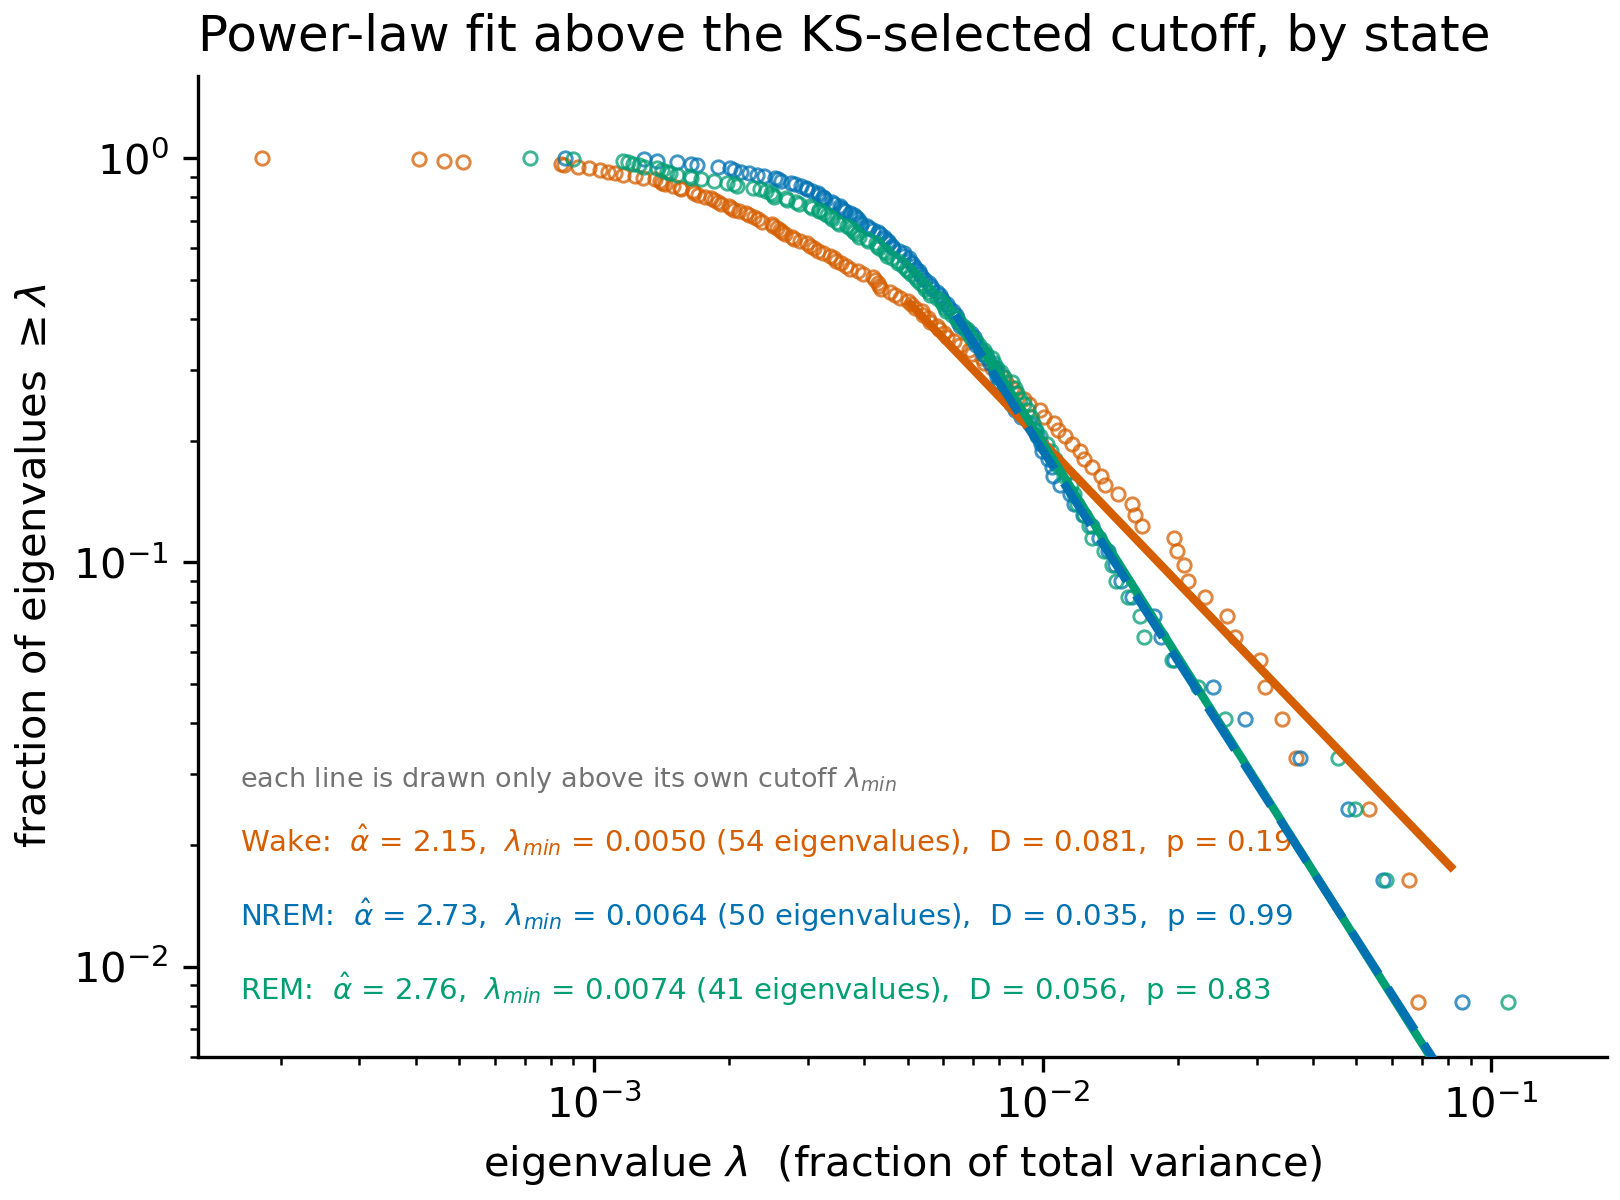 Power-law fit above the KS-selected cutoff, by state
fraction of eigenvalues ≥ λ
10⁰
10⁻¹
10⁻²
each line is drawn only above its own cutoff λ_min
Wake: α̂ = 2.15, λ_min = 0.0050 (54 eigenvalues), D = 0.081, p = 0.19
NREM: α̂ = 2.73, λ_min = 0.0064 (50 eigenvalues), D = 0.035, p = 0.99
REM: α̂ = 2.76, λ_min = 0.0074 (41 eigenvalues), D = 0.056, p = 0.83
10⁻³
10⁻²
10⁻¹
eigenvalue λ (fraction of total variance)